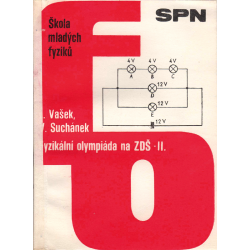 Škola
mladých
fyziků
SPN
4V 4V 4V
A B C
12V
D
12V
E
12V
. Vašek,
. Suchánek
yzikální olympiáda na ZDŠ - II.